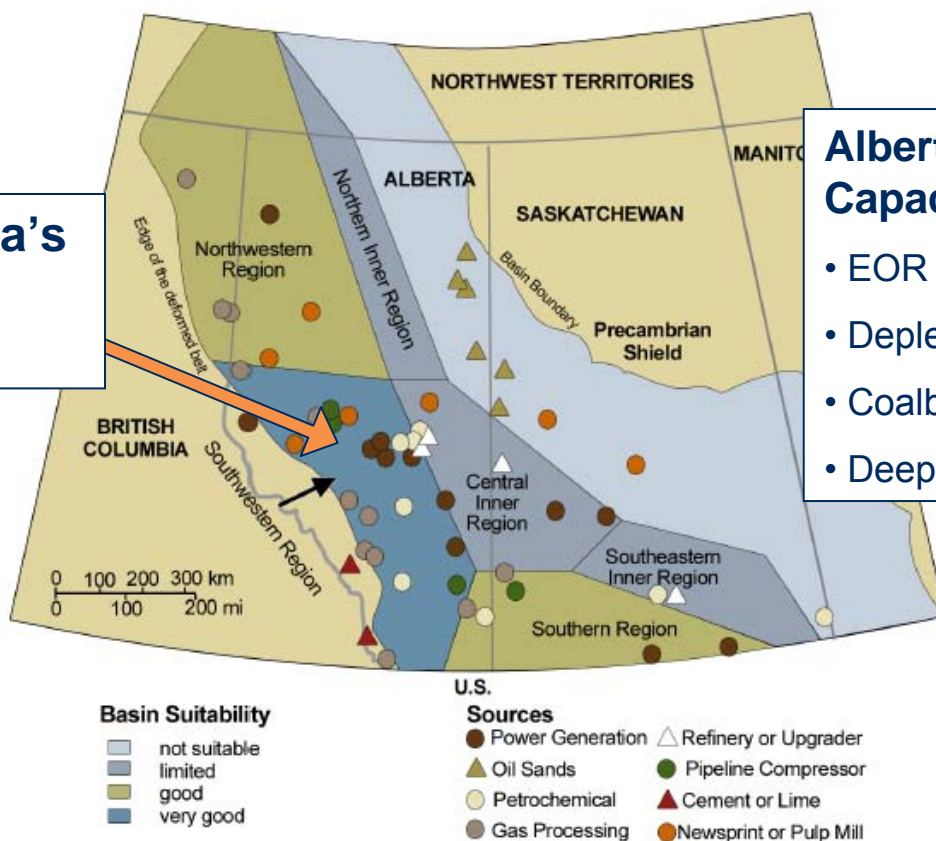 NORTHWEST TERRITORIES
MANITO
ALBERTA
SASKATCHEWAN
Albert
Capac
• EOR
• Deple
• Coalb
• Deep
a's
Northwestern
Region
Northern Inner Region
Edge of the deformed belt
Basin Boundary
Precambrian
Shield
BRITISH
COLUMBIA
Southwestern Region
Central
Inner
Region
Southeastern
Inner Region
Southern Region
0 100 200 300 km
0 100 200 mi
U.S.
Basin Suitability
not suitable
limited
good
very good
Sources
Power Generation
Oil Sands
Petrochemical
Gas Processing
Refinery or Upgrader
Pipeline Compressor
Cement or Lime
Newsprint or Pulp Mill